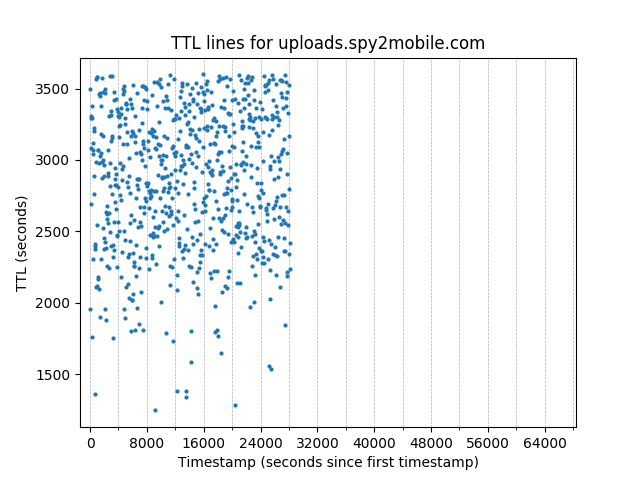 TTL lines for uploads.spy2mobile.com
TTL (seconds)
3500
3000
2500
2000
1500
0 8000 16000 24000 32000 40000 48000 56000 64000
Timestamp (seconds since first timestamp)